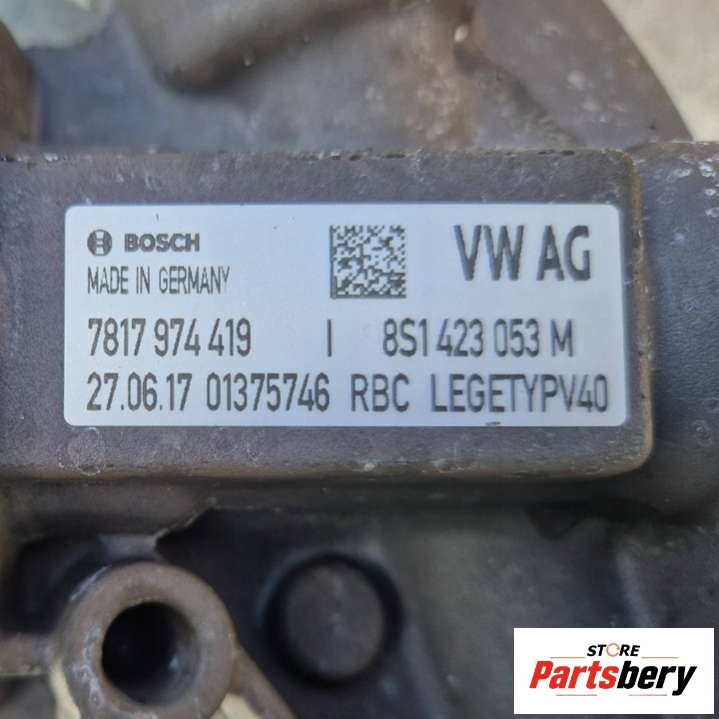 BOSCH
VW AG
MADE IN GERMANY
7817 974 419 I 8S1 423 053 M
27.06.17 01375746 RBC LEGETYPV40
STORE
Partsbery